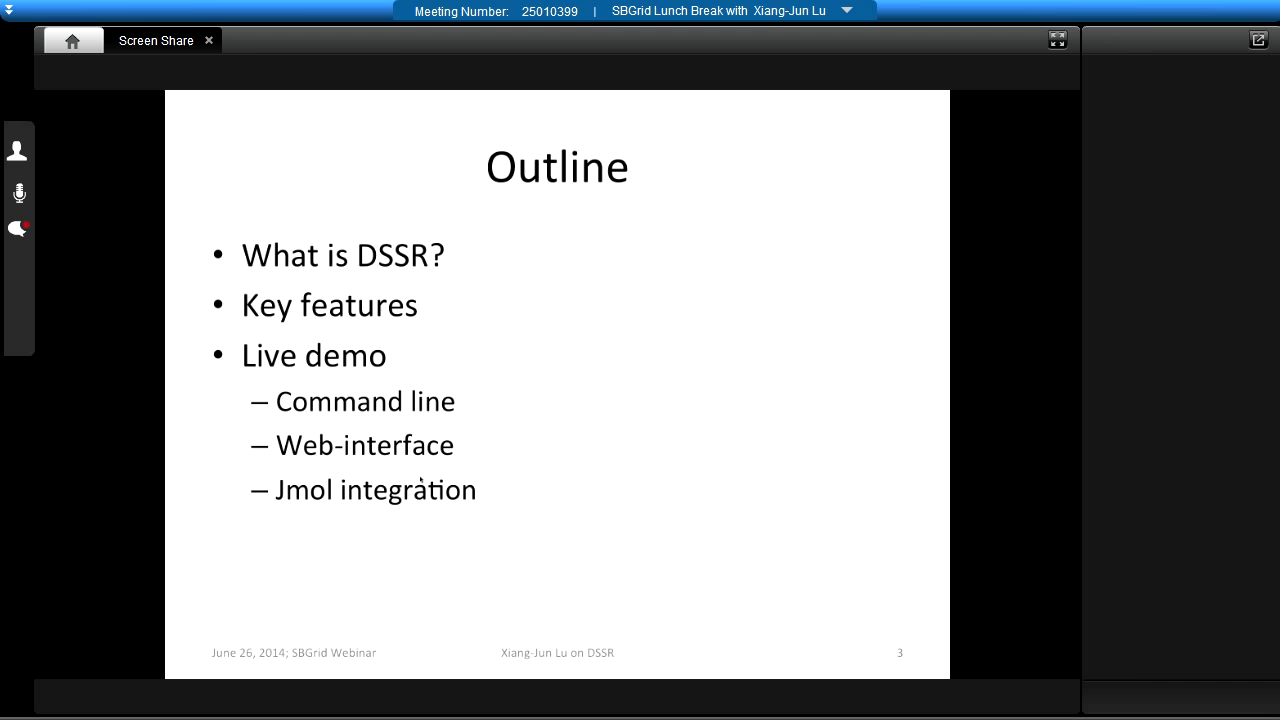 Meeting Number: 25010399 | SBGrid Lunch Break with Xiang-Jun Lu
Screen Share ×
Outline
• What is DSSR?
• Key features
• Live demo
– Command line
– Web-interface
– Jmol integration
June 26, 2014; SBGrid Webinar Xiang-Jun Lu on DSSR 3